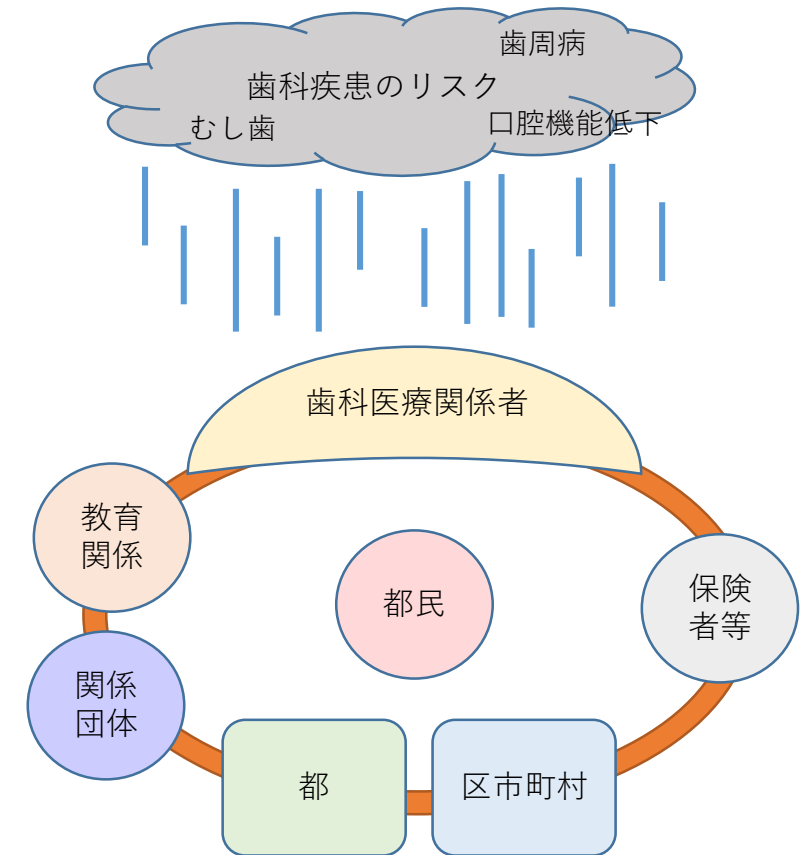 歯周病
歯科疾患のリスク
むし歯
口腔機能低下
歯科医療関係者
教育
関係
都民
保険
者等
関係
団体
都
区市町村